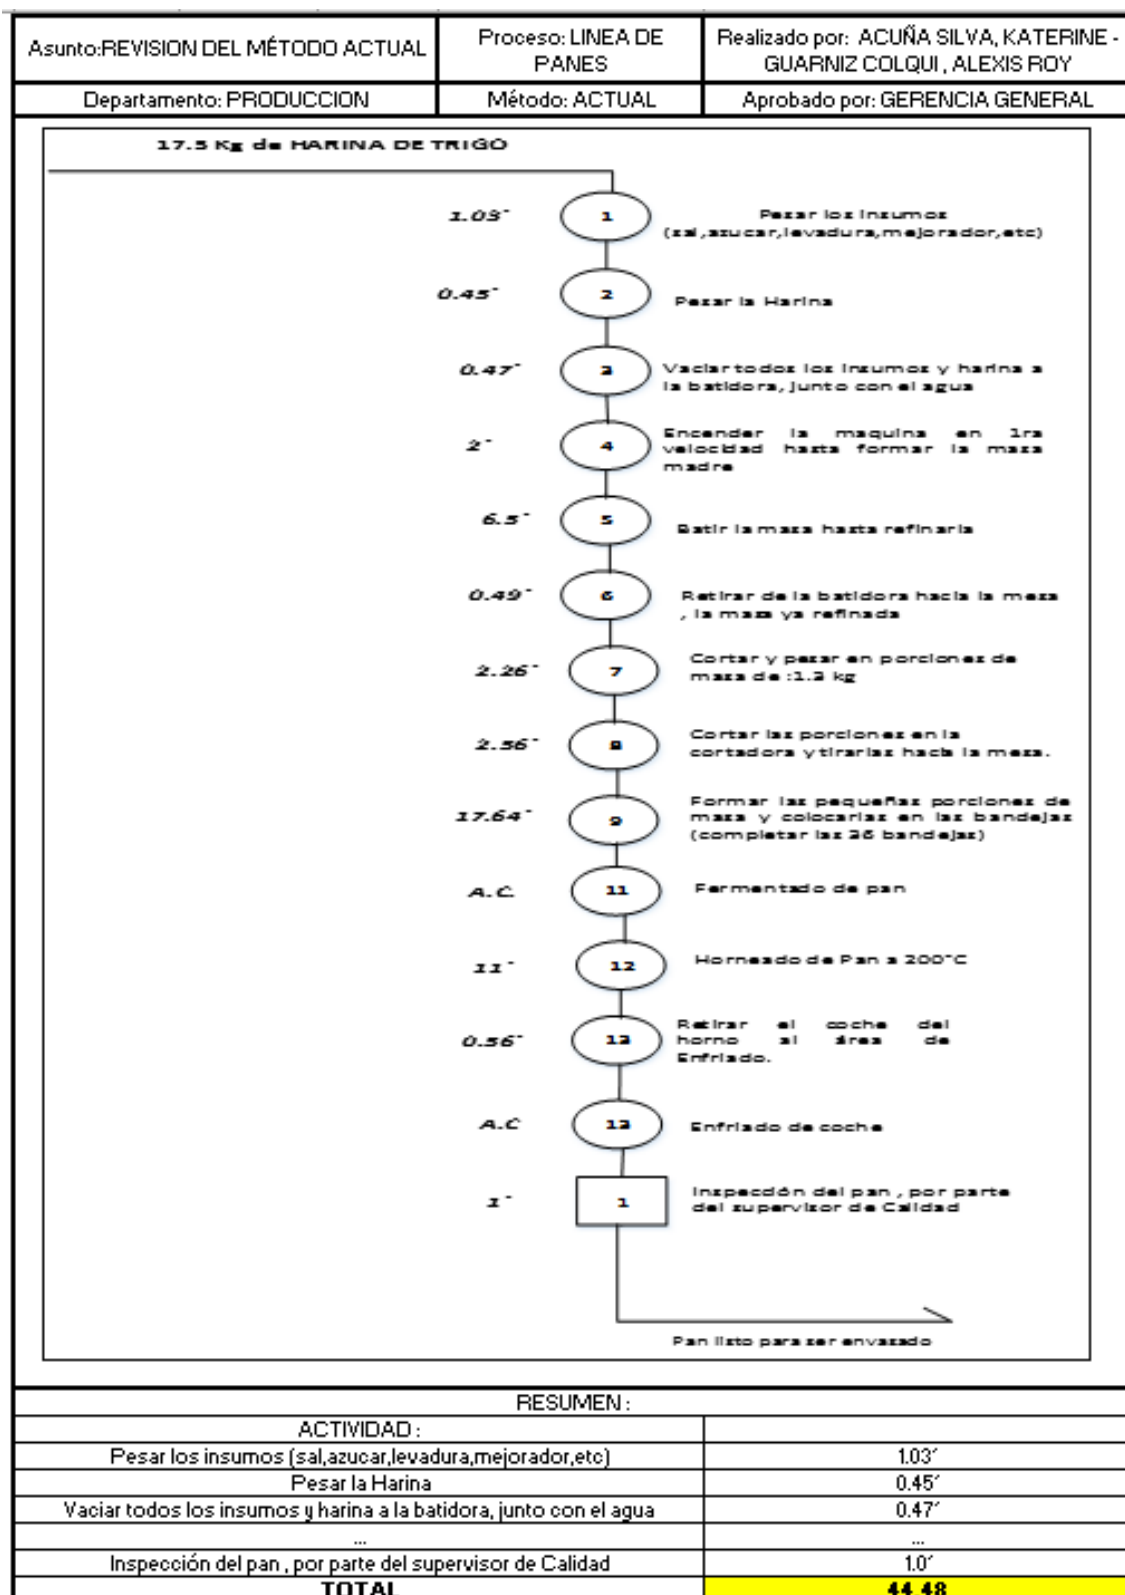 Asunto:REVISION DEL MÉTODO ACTUAL
Proceso: LINEA DE
PANES
Realizado por: ACUÑA SILVA, KATERINE -
GUARNIZ COLQUI , ALEXIS ROY
Departamento: PRODUCCION
Método: ACTUAL
Aprobado por: GERENCIA GENERAL
17.5 Kg de HARINA DE TRIGO
1.03´
1
Pesar los insumos
(sal,azucar,levadura,mejorador,etc)
0.45´
2
Pesar la Harina
0.47´
3
Vaciar todos los insumos y harina a
la batidora, junto con el agua
2´
4
Encender la maquina en 1ra
velocidad hasta formar la masa
madre
6.5´
5
Batir la masa hasta refinarla
0.49´
6
Retirar de la batidora hacia la mesa
, la masa ya refinada
2.26´
7
Cortar y pesar en porciones de
masa de :1.3 kg
2.56´
8
Cortar las porciones en la
cortadora y tirarlas hacia la mesa.
17.64´
9
Formar las pequeñas porciones de
masa y colocarlas en las bandejas
(completar las 36 bandejas)
A.C.
11
Fermentado de pan
11´
12
Horneado de Pan a 200°C
0.56´
13
Retirar el coche del
horno al área de
Enfriado.
A.C
13
Enfriado de coche
1´
1
Inspección del pan , por parte
del supervisor de Calidad
Pan listo para ser envasado
RESUMEN :
ACTIVIDAD :
Pesar los insumos (sal,azucar,levadura,mejorador,etc)
1.03´
Pesar la Harina
0.45´
Vaciar todos los insumos y harina a la batidora, junto con el agua
0.47´
...
...
Inspección del pan , por parte del supervisor de Calidad
1.0´
TOTAL
44.48